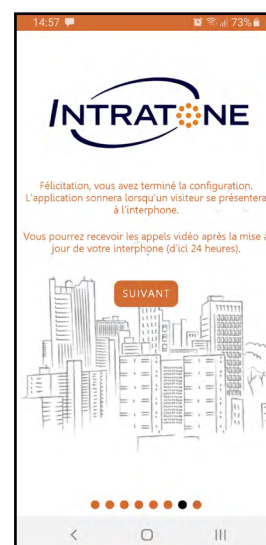 14:57
73%
INTRATONE
Félicitation, vous avez terminé la configuration.
L'application sonnera lorsqu'un visiteur se présentera
à l'interphone.
Vous pourrez recevoir les appels vidéo après la mise à
jour de votre interphone (d'ici 24 heures).
SUIVANT